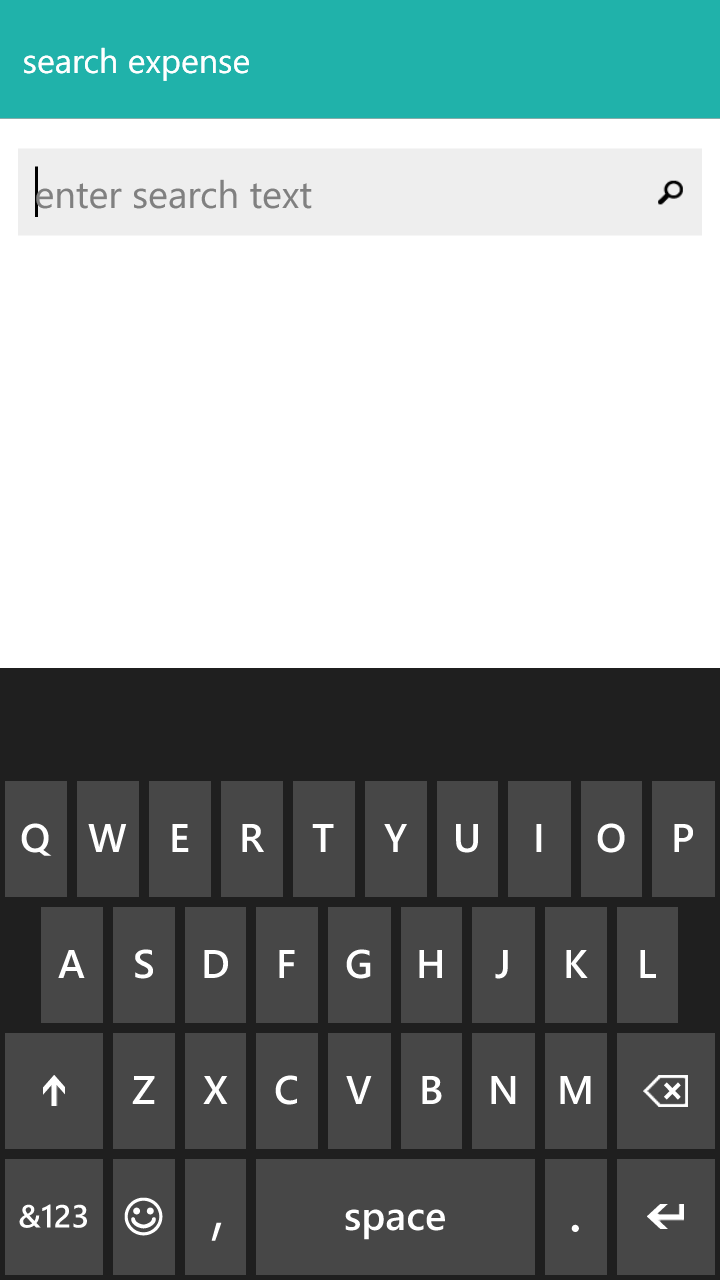 search expense
enter search text
Q W E R T Y U I O P
A S D F G H J K L
Z X C V B N M
&123 , space .